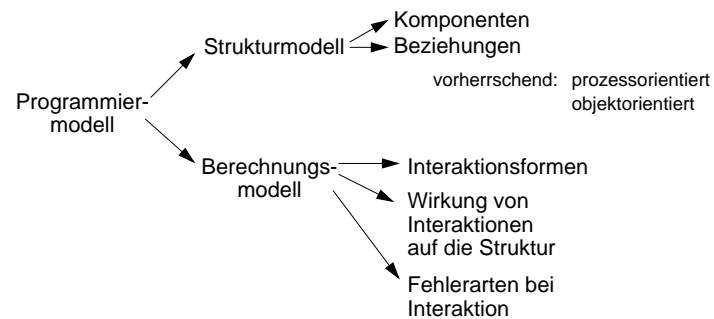 Komponenten
Strukturmodell
Beziehungen
vorherrschend: prozessorientiert
objektorientiert
Programmier-
modell
Berechnungs-
modell
Interaktionsformen
Wirkung von
Interaktionen
auf die Struktur
Fehlerarten bei
Interaktion